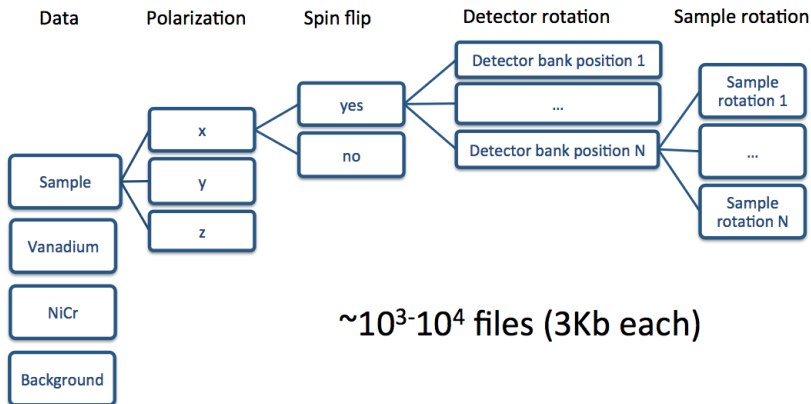 Data
Polarization
Spin flip
Detector rotation
Sample rotation
Sample
Vanadium
NiCr
Background
x
y
z
yes
no
Detector bank position 1
...
Detector bank position N
Sample
rotation 1
...
Sample
rotation N
~10³⁻10⁴ files (3Kb each)